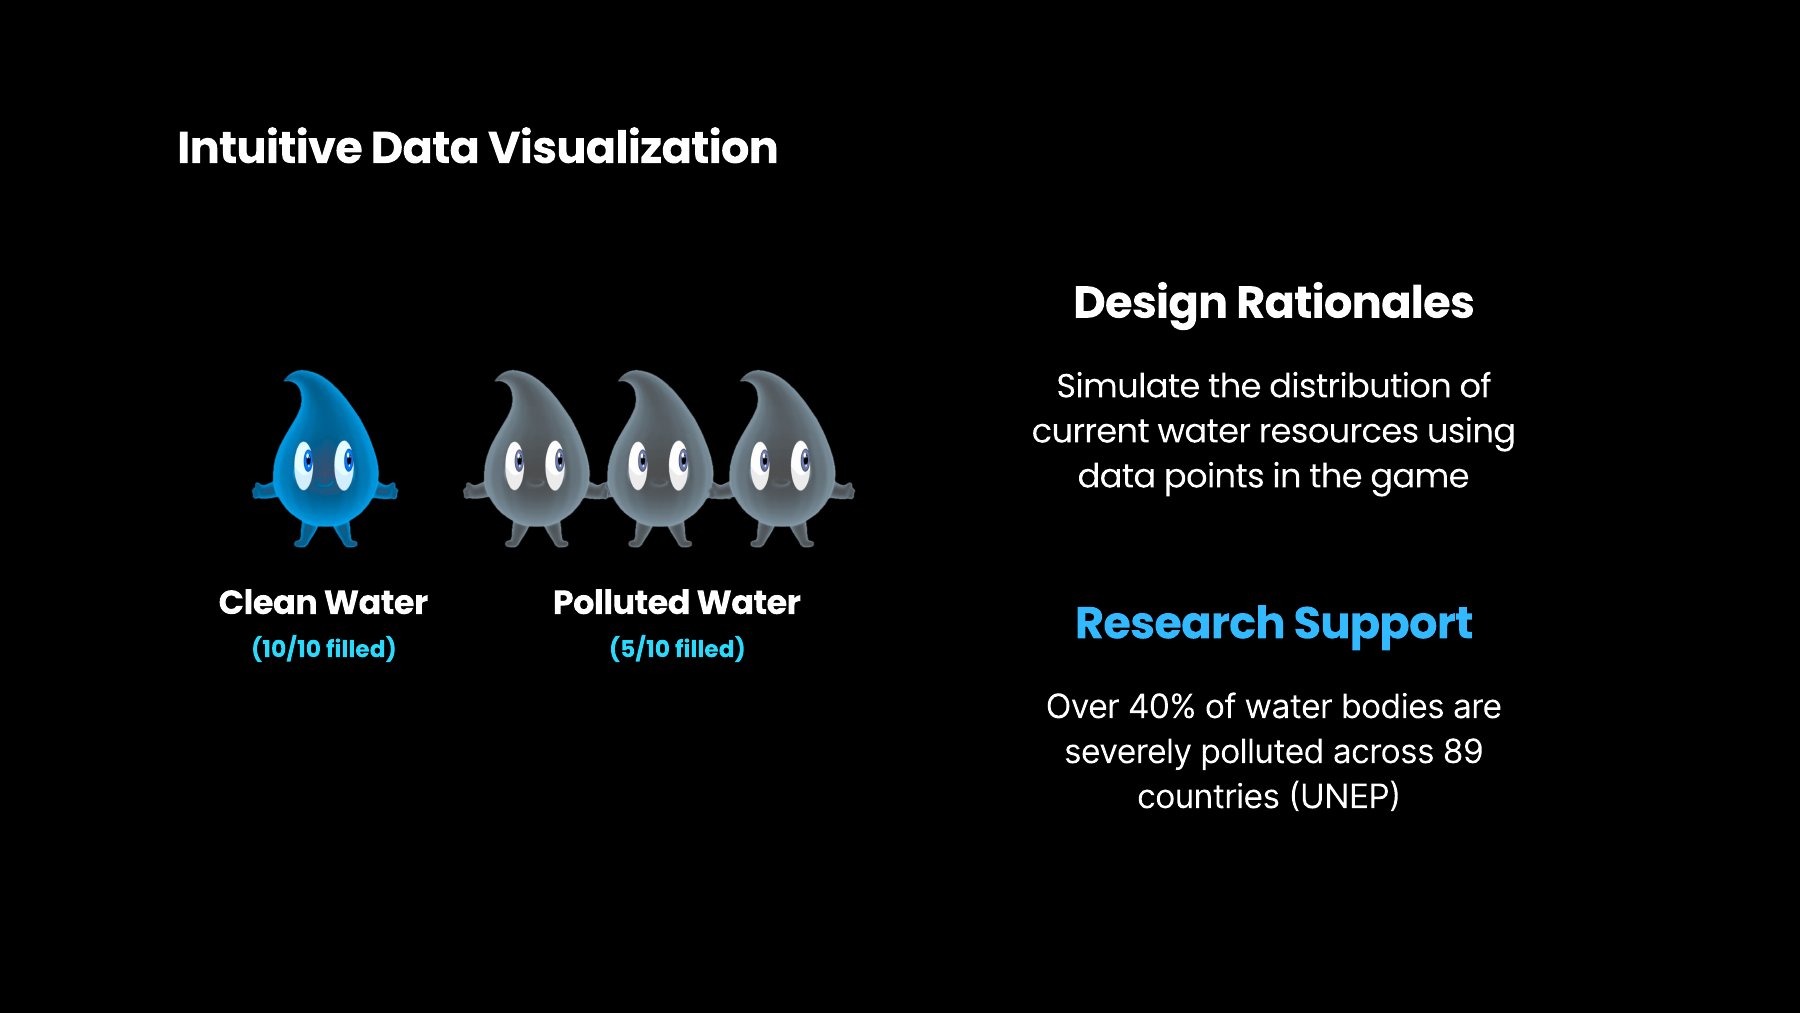 Intuitive Data Visualization
Clean Water
(10/10 filled)
Polluted Water
(5/10 filled)
Design Rationales
Simulate the distribution of
current water resources using
data points in the game
Research Support
Over 40% of water bodies are
severely polluted across 89
countries (UNEP)